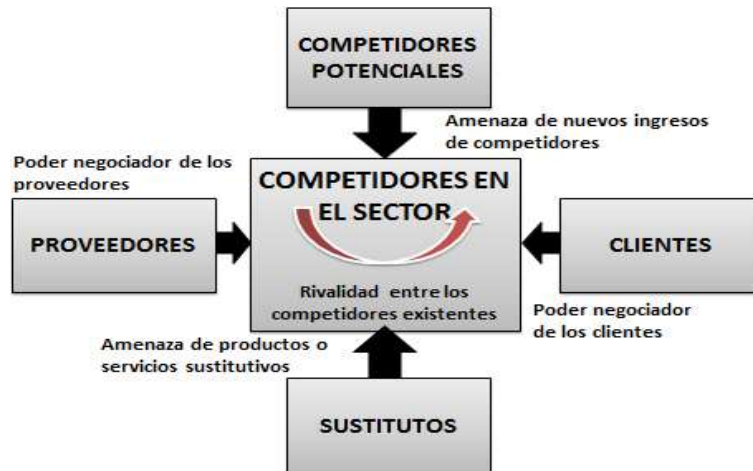 COMPETIDORES
POTENCIALES
Amenaza de nuevos ingresos
de competidores
Poder negociador de los
proveedores
PROVEEDORES
COMPETIDORES EN
EL SECTOR
Rivalidad entre los
competidores existentes
CLIENTES
Poder negociador
de los clientes
Amenaza de productos o
servicios sustitutivos
SUSTITUTOS